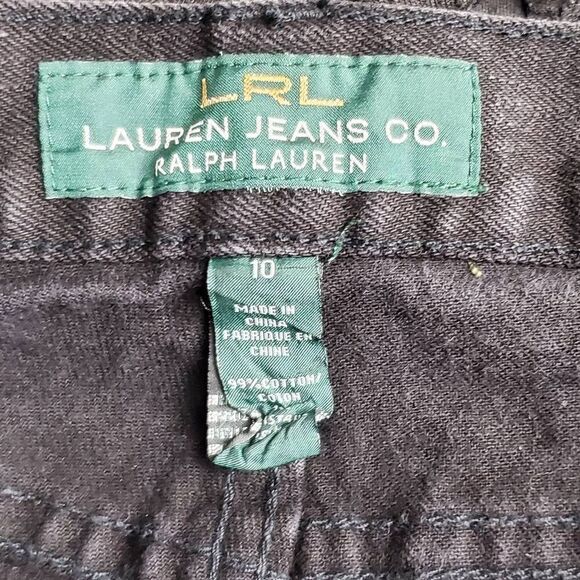 LRL
LAUREN JEANS CO.
RALPH LAUREN
10
MADE IN
CHINA
FABRIQUE EN
CHINE
99% COTTON/
COTON